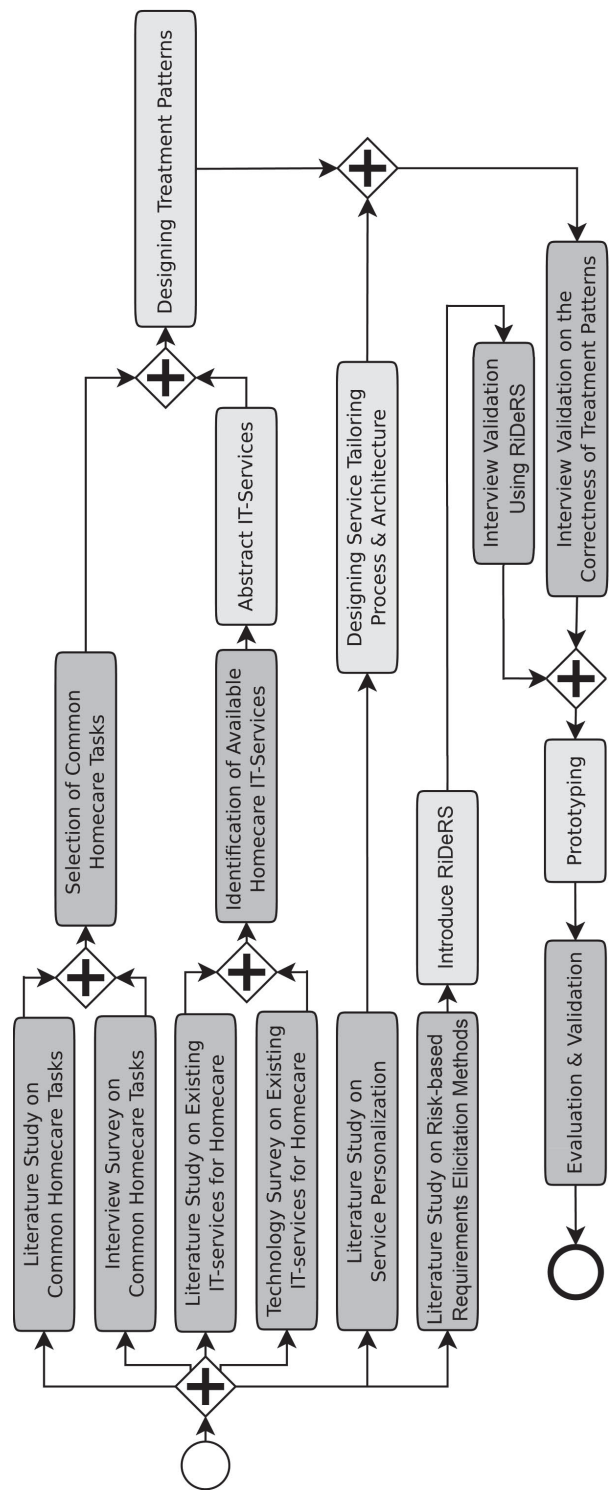 Literature Study on
Common Homecare Tasks
Interview Survey on
Common Homecare Tasks
Literature Study on Existing
IT-services for Homecare
Technology Survey on Existing
IT-services for Homecare
Literature Study on
Service Personalization
Literature Study on Risk-based
Requirements Elicitation Methods
Selection of Common
Homecare Tasks
Identification of Available
Homecare IT-Services
Abstract IT-Services
Designing Treatment Patterns
Designing Service Tailoring
Process & Architecture
Introduce RiDeRS
Interview Validation
Using RiDeRS
Interview Validation on the
Correctness of Treatment Patterns
Prototyping
Evaluation & Validation